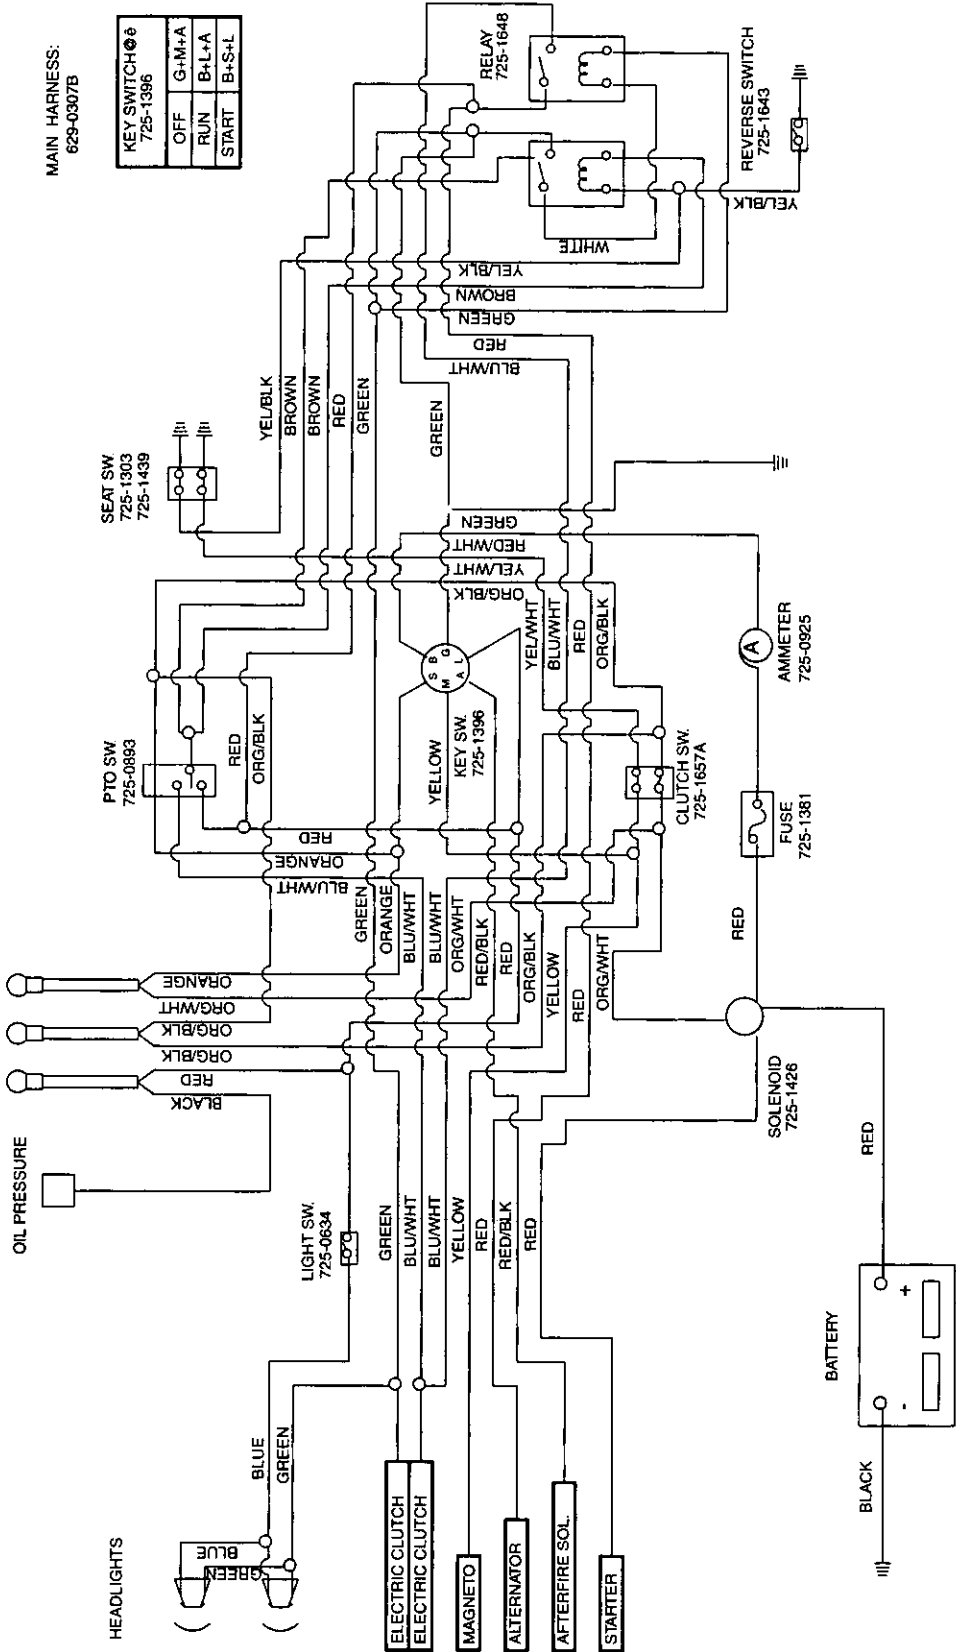 MAIN HARNESS:
629-0307B
KEY SWITCH@é
725-1396
OFF G+M+A
RUN B+L+A
START B+S+L
RELAY
725-1648
REVERSE SWITCH
725-1643
YEL/BLK
WHITE
YEL/BLK
BROWN
GREEN
RED
BLU/WHT
SEAT SW.
725-1303
725-1439
YEL/BLK
BROWN
BROWN
RED
GREEN
GREEN
GREEN
RED/WHT
YEL/WHT
ORG/BLK
PTO SW.
725-0893
RED
ORG/BLK
S B G
M A L
YELLOW
KEY SW.
725-1396
YEL/WHT
BLU/WHT
RED
ORG/BLK
CLUTCH SW.
725-1657A
A
AMMETER
725-0925
FUSE
725-1381
RED
RED
ORANGE
BLU/WHT
GREEN
ORANGE
BLU/WHT
BLU/WHT
ORG/WHT
RED/BLK
RED
ORG/BLK
YELLOW
RED
ORG/WHT
ORANGE
ORG/WHT
ORG/BLK
ORG/BLK
RED
BLACK
OIL PRESSURE
SOLENOID
725-1426
RED
LIGHT SW.
725-0634
GREEN
BLU/WHT
BLU/WHT
YELLOW
RED
RED/BLK
RED
BATTERY
+
-
BLACK
BLUE
GREEN
HEADLIGHTS
BLUE
GREEN
ELECTRIC CLUTCH
ELECTRIC CLUTCH
MAGNETO
ALTERNATOR
AFTERFIRE SOL.
STARTER